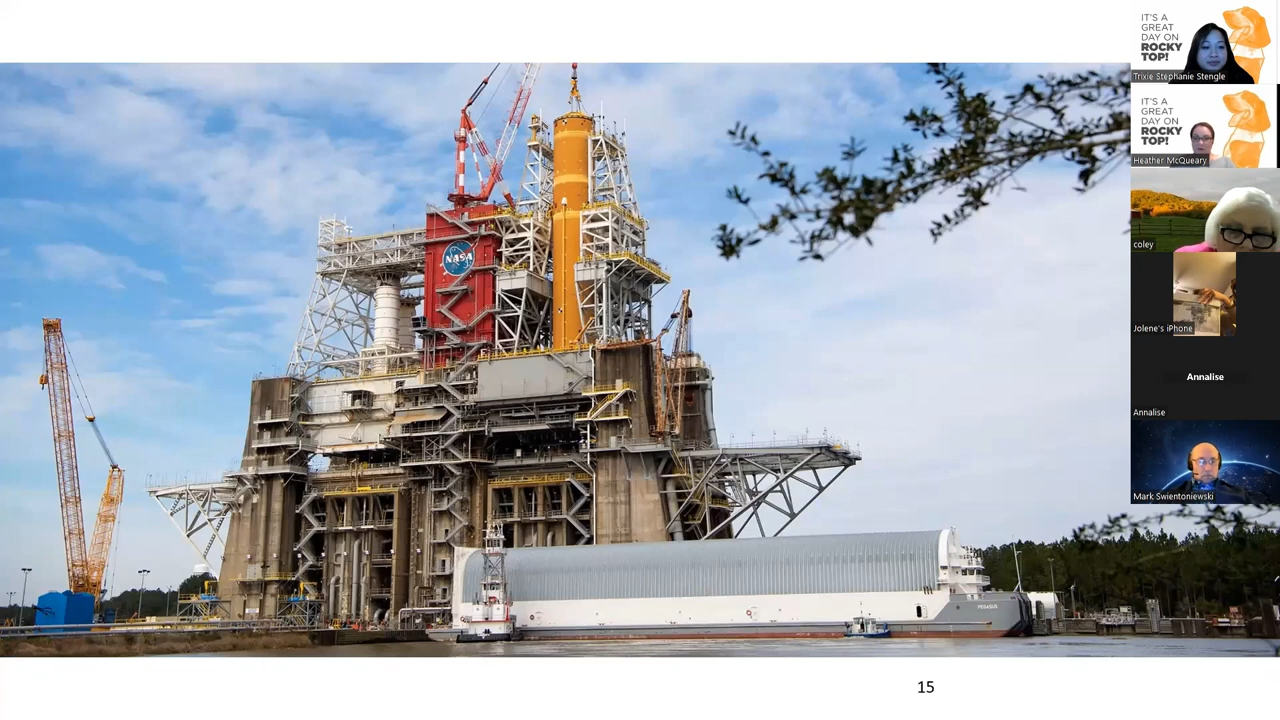 IT'S A
GREAT
DAY ON
ROCKY
TOP!
Trixie Stephanie Stengle
IT'S A
GREAT
DAY ON
ROCKY
TOP!
Heather McQueary
coley
Jolene's iPhone
Annalise
Annalise
Mark Swientoniewski
NASA
PEGASUS
15